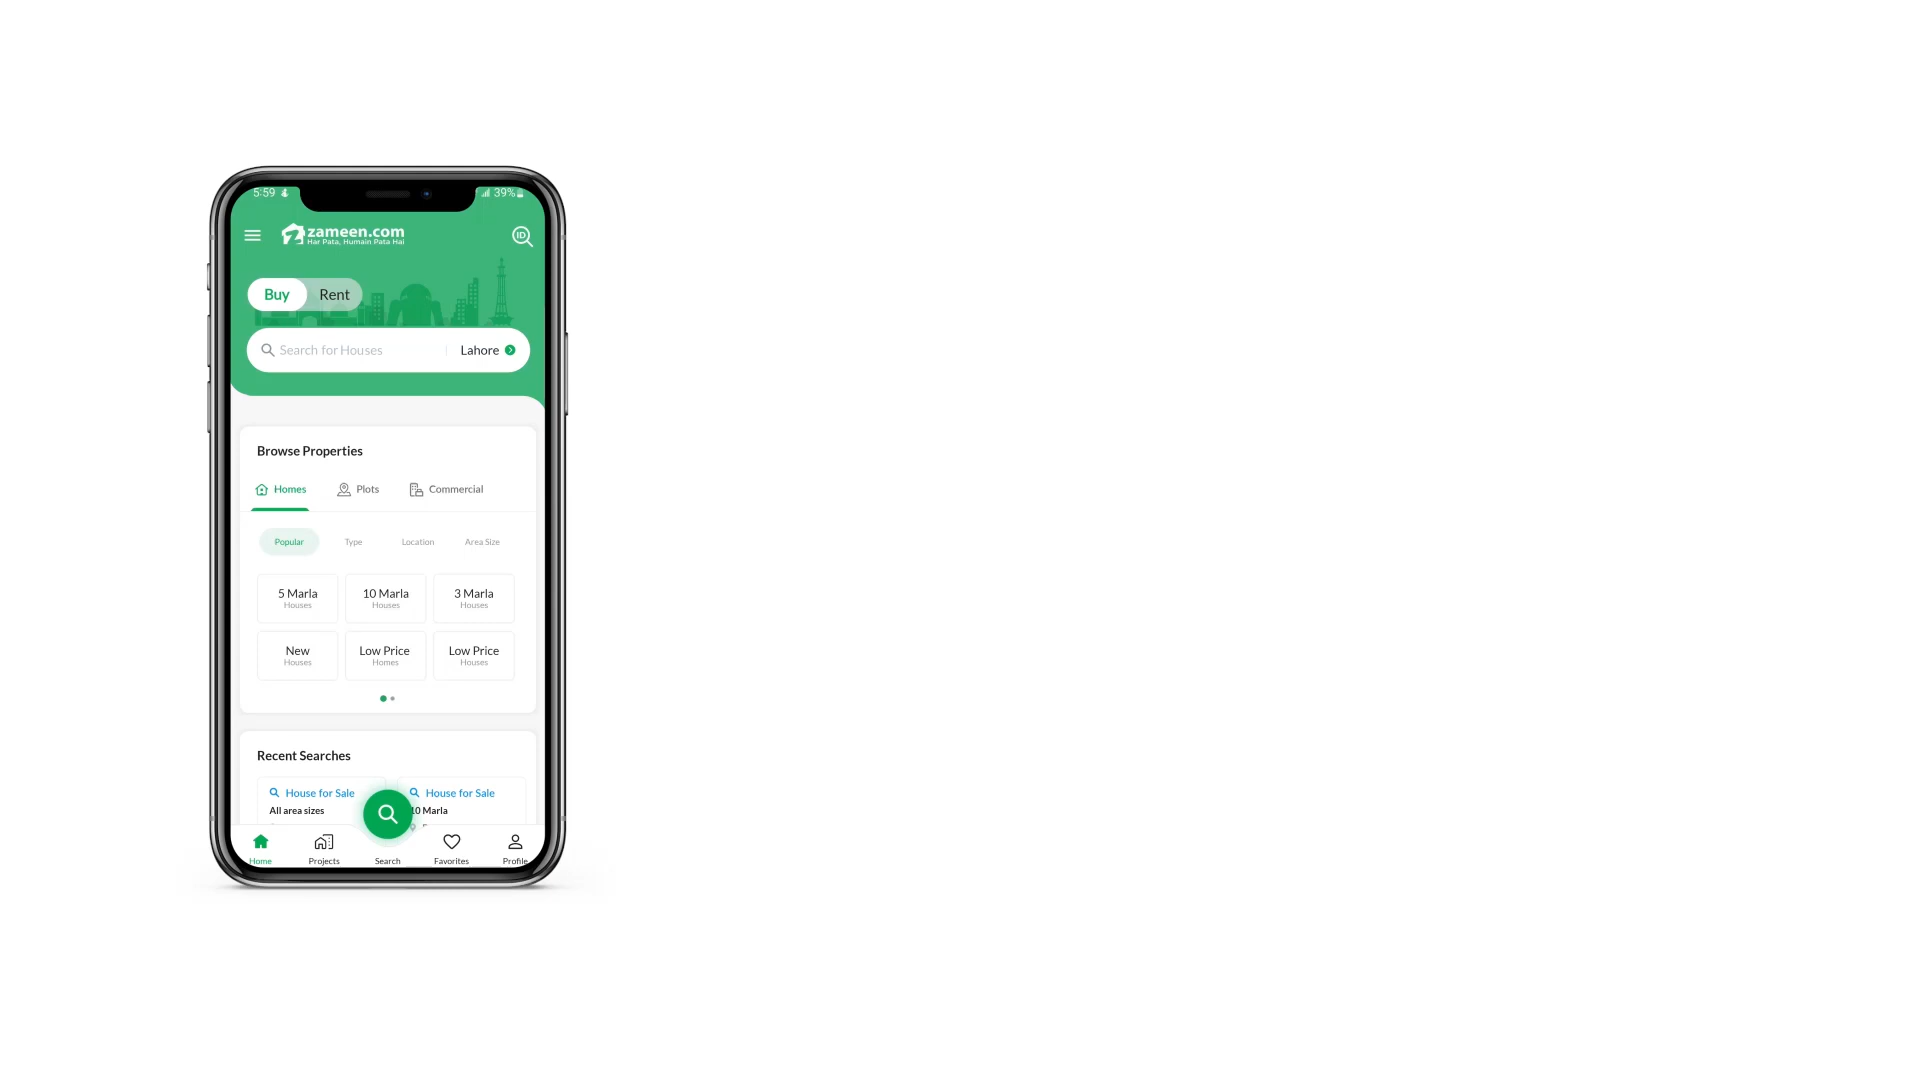 5:59 39%
zameen.com
Har Pata, Humain Pata Hai
ID
Buy Rent
Search for Houses Lahore
Browse Properties
Homes Plots Commercial
Popular Type Location Area Size
5 Marla 10 Marla 3 Marla
Houses Houses Houses
New Low Price Low Price
Houses Homes Houses
Recent Searches
House for Sale House for Sale
All area sizes 10 Marla
Home Projects Search Favorites Profile